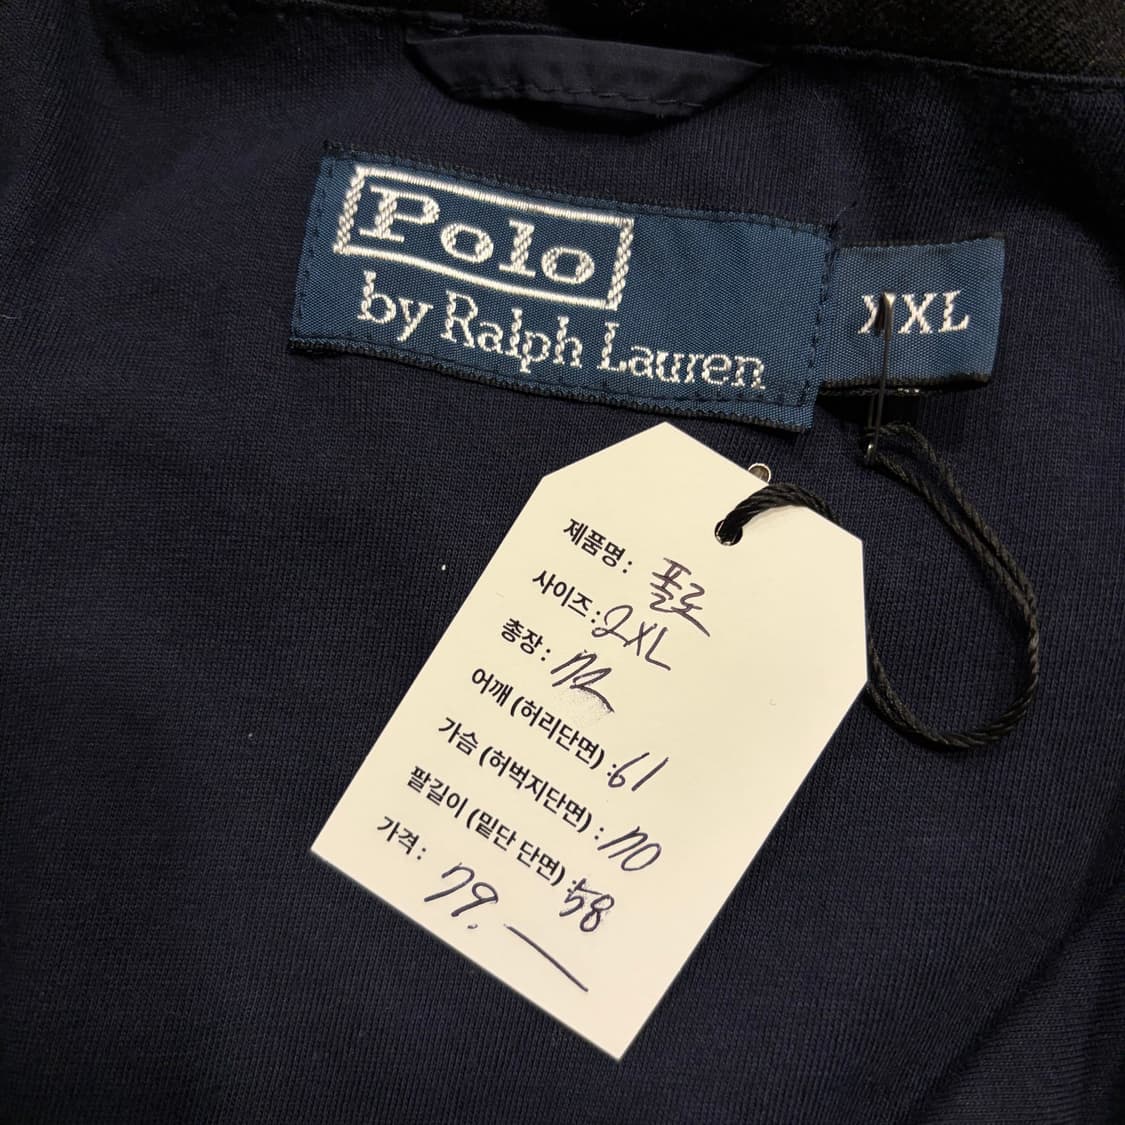 Polo
by Ralph Lauren
XXL
제품명: 폴로
사이즈: 2XL
총장: 72
어깨 (허리단면): 61
가슴 (허벅지단면): 70
팔길이 (밑단 단면): 58
가격: 79.—